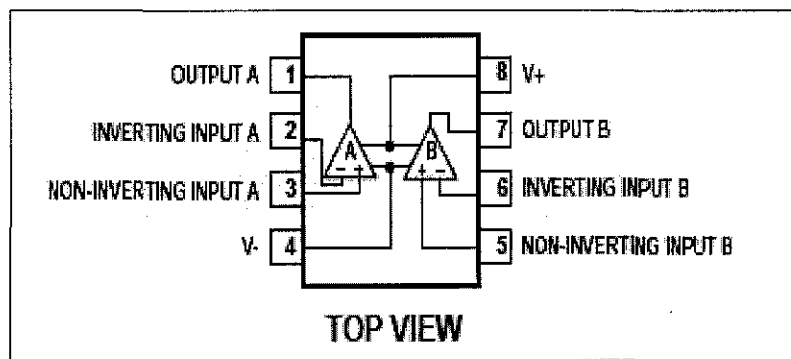 OUTPUT A 1
8 V+
INVERTING INPUT A 2
7 OUTPUT B
A
B
- +
+ -
NON-INVERTING INPUT A 3
6 INVERTING INPUT B
V- 4
5 NON-INVERTING INPUT B
TOP VIEW